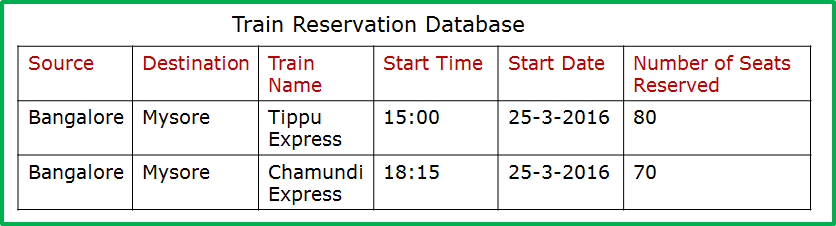 Train Reservation Database
Source Destination Train Name Start Time Start Date Number of Seats Reserved
Bangalore Mysore Tippu Express 15:00 25-3-2016 80
Bangalore Mysore Chamundi Express 18:15 25-3-2016 70